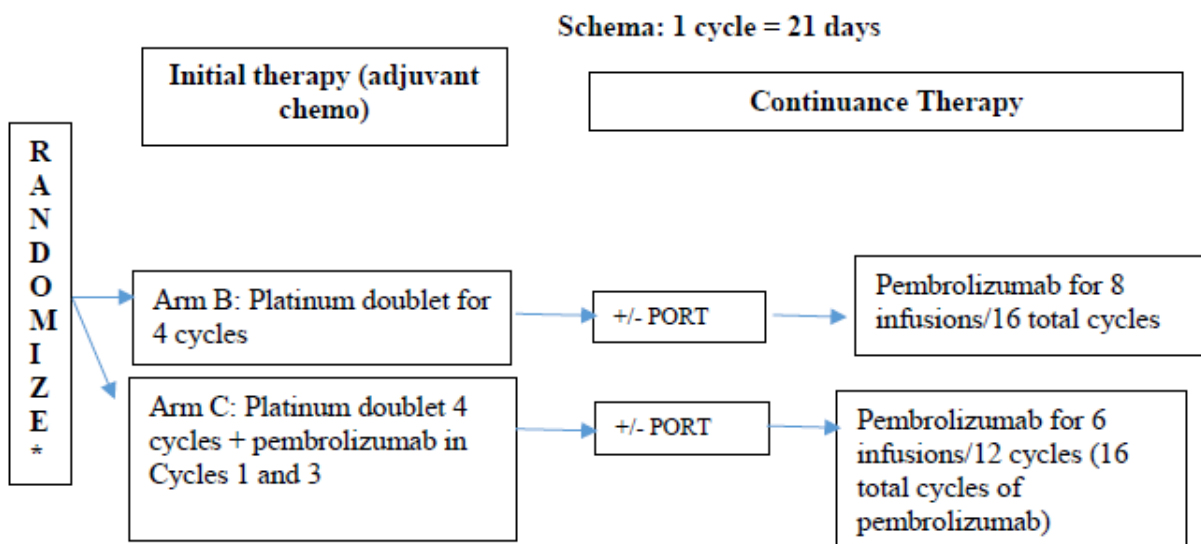 Schema: 1 cycle = 21 days
Initial therapy (adjuvant
chemo)
Continuance Therapy
R
A
N
D
O
M
I
Z
E
*
Arm B: Platinum doublet for
4 cycles
+/- PORT
Pembrolizumab for 8
infusions/16 total cycles
Arm C: Platinum doublet 4
cycles + pembrolizumab in
Cycles 1 and 3
+/- PORT
Pembrolizumab for 6
infusions/12 cycles (16
total cycles of
pembrolizumab)